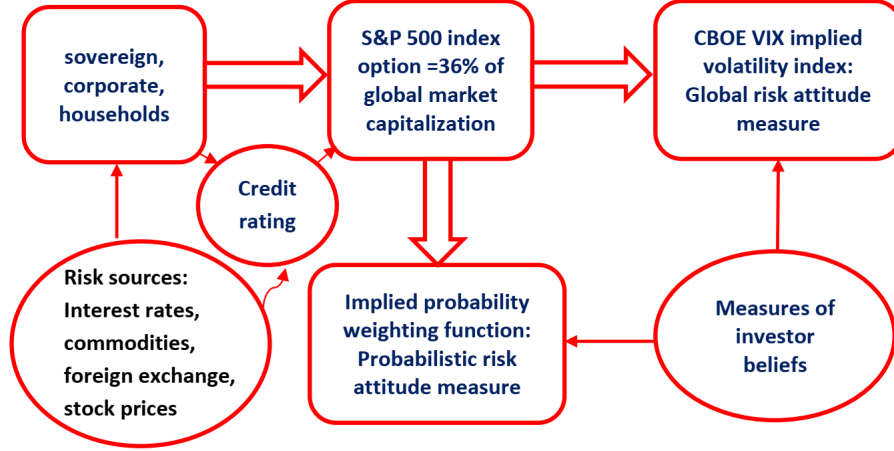 sovereign,
corporate,
households
S&P 500 index
option =36% of
global market
capitalization
CBOE VIX implied
volatility index:
Global risk attitude
measure
Credit
rating
Risk sources:
Interest rates,
commodities,
foreign exchange,
stock prices
Implied probability
weighting function:
Probabilistic risk
attitude measure
Measures of
investor
beliefs